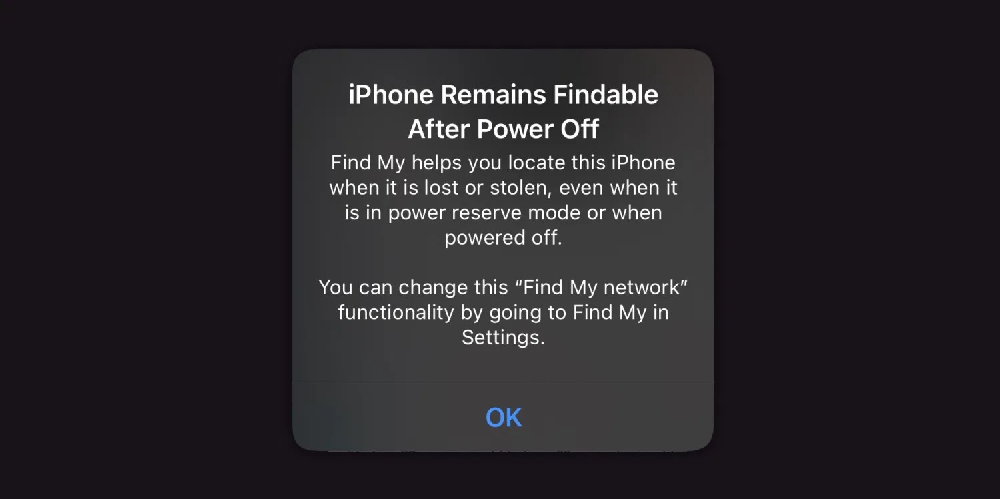 iPhone Remains Findable
After Power Off
Find My helps you locate this iPhone
when it is lost or stolen, even when it
is in power reserve mode or when
powered off.
You can change this “Find My network”
functionality by going to Find My in
Settings.
OK